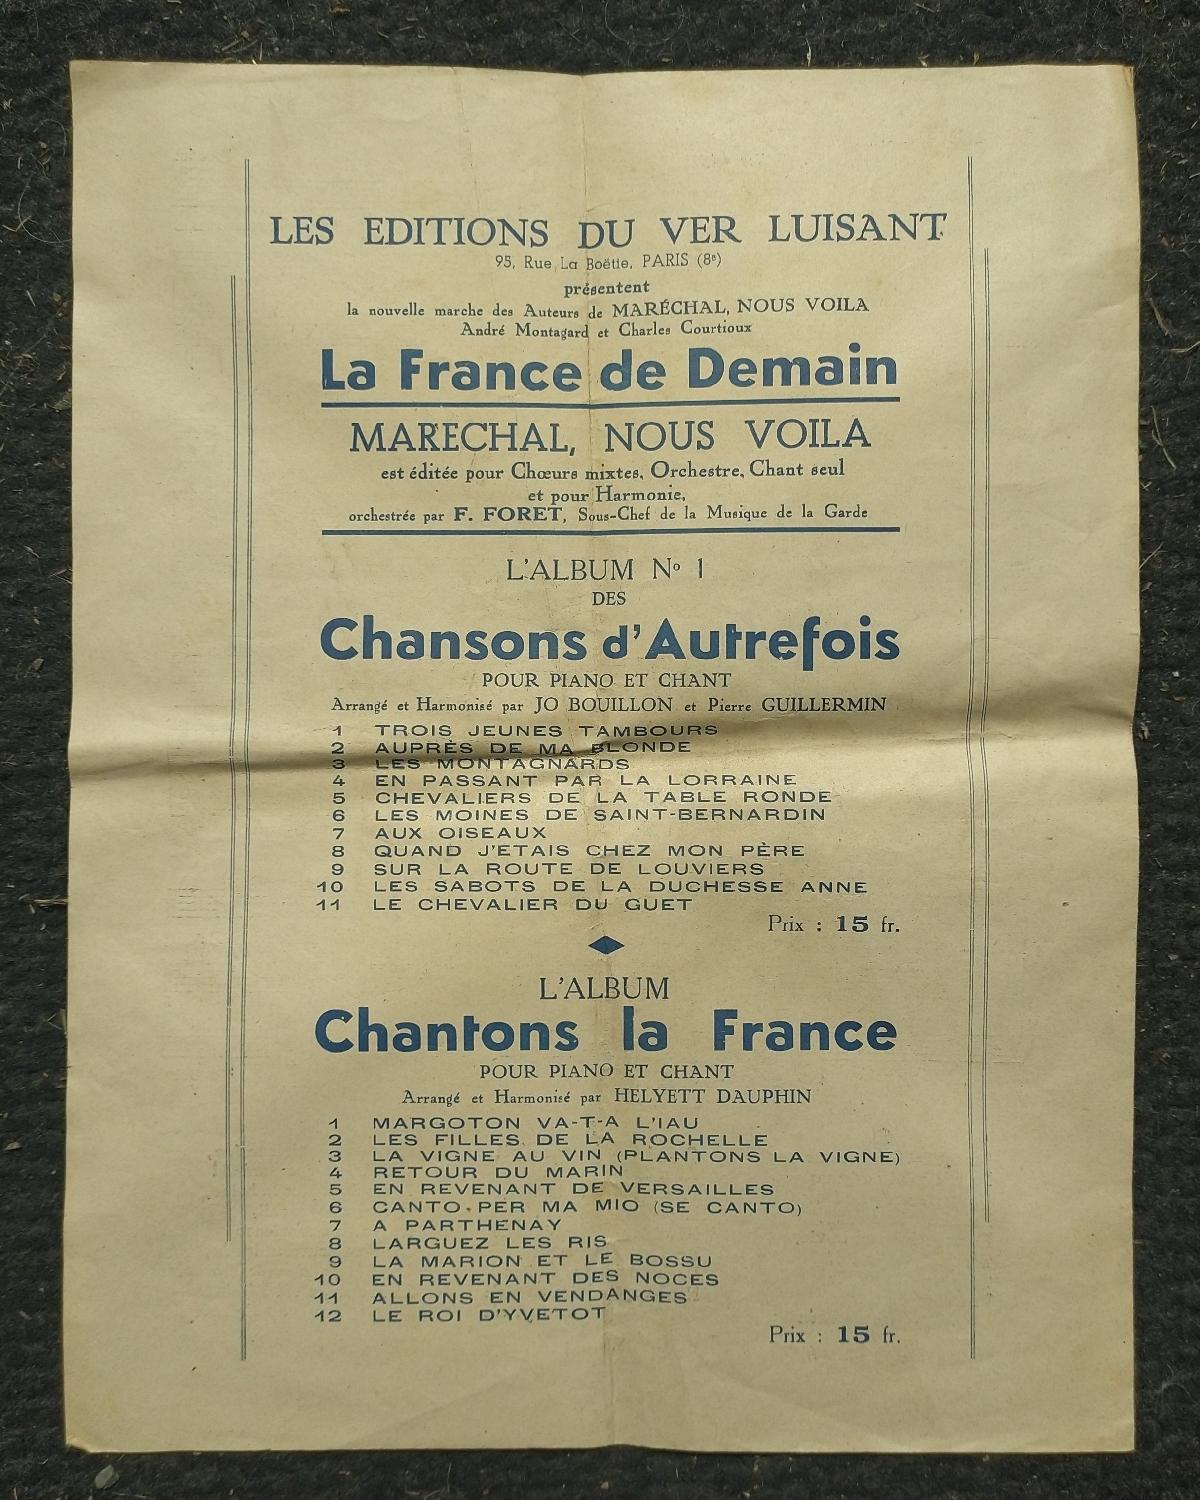 LES EDITIONS DU VER LUISANT
95, Rue La Boëtie, PARIS (8e)
présentent
la nouvelle marche des Auteurs de MARÉCHAL, NOUS VOILA
André Montagard et Charles Courtioux
La France de Demain
MARECHAL, NOUS VOILA
est éditée pour Chœurs mixtes, Orchestre, Chant seul
et pour Harmonie,
orchestrée par F. FORET, Sous-Chef de la Musique de la Garde
L'ALBUM No 1
DES
Chansons d'Autrefois
POUR PIANO ET CHANT
Arrangé et Harmonisé par JO BOUILLON et Pierre GUILLERMIN
1 TROIS JEUNES TAMBOURS
2 AUPRÈS DE MA BLONDE
3 LES MONTAGNARDS
4 EN PASSANT PAR LA LORRAINE
5 CHEVALIERS DE LA TABLE RONDE
6 LES MOINES DE SAINT-BERNARDIN
7 AUX OISEAUX
8 QUAND J'ETAIS CHEZ MON PÈRE
9 SUR LA ROUTE DE LOUVIERS
10 LES SABOTS DE LA DUCHESSE ANNE
11 LE CHEVALIER DU GUET
Prix : 15 fr.
L'ALBUM
Chantons la France
POUR PIANO ET CHANT
Arrangé et Harmonisé par HELYETT DAUPHIN
1 MARGOTON VA-T-A L'IAU
2 LES FILLES DE LA ROCHELLE
3 LA VIGNE AU VIN (PLANTONS LA VIGNE)
4 RETOUR DU MARIN
5 EN REVENANT DE VERSAILLES
6 CANTO PER MA MIO (SE CANTO)
7 A PARTHENAY
8 LARGUEZ LES RIS
9 LA MARION ET LE BOSSU
10 EN REVENANT DES NOCES
11 ALLONS EN VENDANGES
12 LE ROI D'YVETOT
Prix : 15 fr.